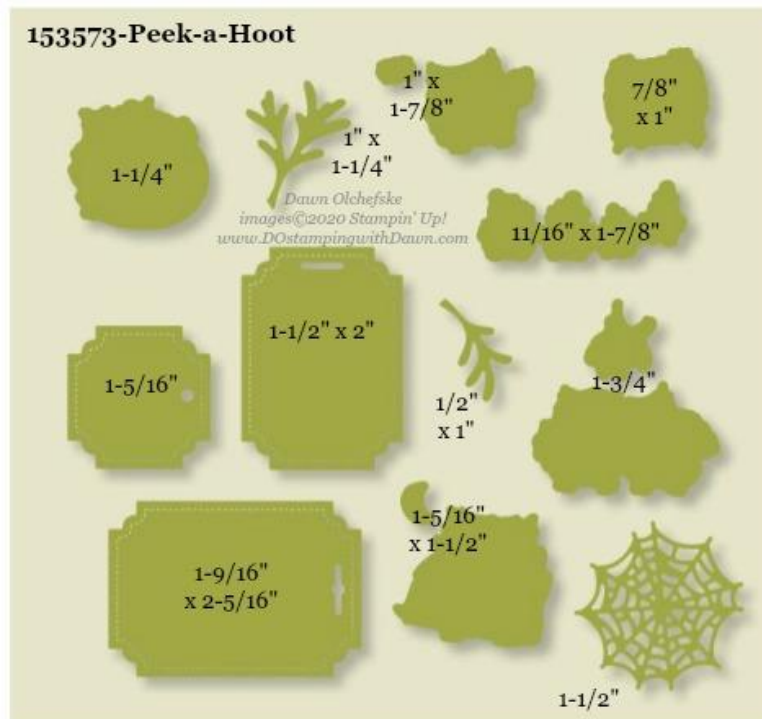 153573-Peek-a-Hoot
1" x
1-7/8"
7/8"
x 1"
1-1/4"
1" x
1-1/4"
Dawn Olchefske
images©2020 Stampin' Up!
www.DOstampingwithDawn.com
11/16" x 1-7/8"
1-1/2" x 2"
1-5/16"
1/2"
x 1"
1-3/4"
1-5/16"
x 1-1/2"
1-9/16"
x 2-5/16"
1-1/2"